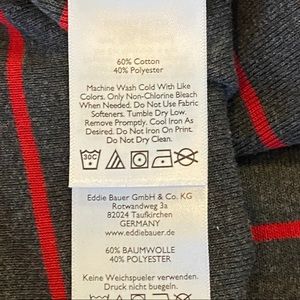 60% Cotton
40% Polyester
Machine Wash Cold With Like
Colors. Only Non-Chlorine Bleach
When Needed. Do Not Use Fabric
Softeners. Tumble Dry Low.
Remove Promptly. Cool Iron As
Desired. Do Not Iron On Print.
Do Not Dry Clean.
30C
Eddie Bauer GmbH & Co. KG
Rotwandweg 3a
82024 Taufkirchen
GERMANY
www.eddiebauer.de
60% BAUMWOLLE
40% POLYESTER
Keine Weichspueler verwenden.
Druck nicht buegeln.